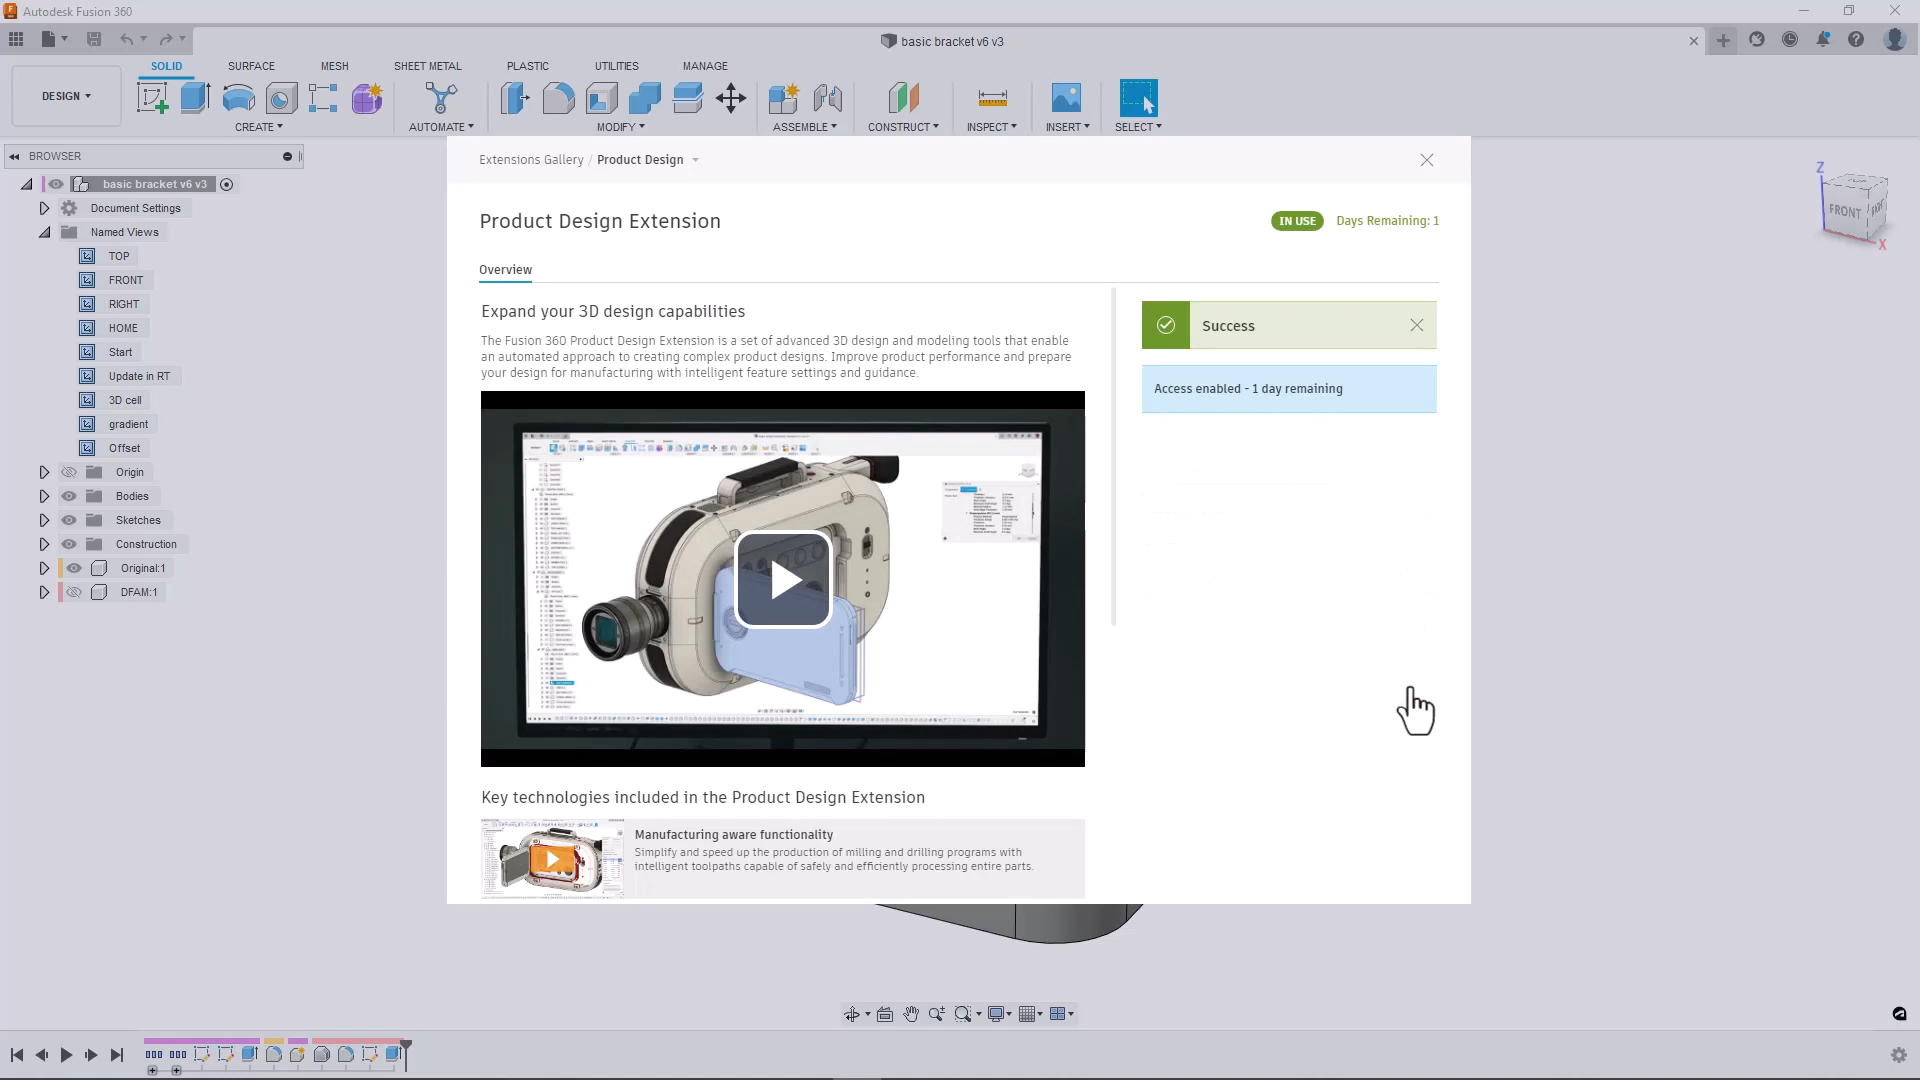 Autodesk Fusion 360
basic bracket v6 v3
DESIGN
SOLID
SURFACE
MESH
SHEET METAL
PLASTIC
UTILITIES
MANAGE
CREATE
AUTOMATE
MODIFY
ASSEMBLE
CONSTRUCT
INSPECT
INSERT
SELECT
BROWSER
basic bracket v6 v3
Document Settings
Named Views
TOP
FRONT
RIGHT
HOME
Start
Update in RT
3D cell
gradient
Offset
Origin
Bodies
Sketches
Construction
Original:1
DFAM:1
Extensions Gallery / Product Design
Product Design Extension
IN USE
Days Remaining: 1
Overview
Expand your 3D design capabilities
The Fusion 360 Product Design Extension is a set of advanced 3D design and modeling tools that enable
an automated approach to creating complex product designs. Improve product performance and prepare
your design for manufacturing with intelligent feature settings and guidance.
Success
Access enabled - 1 day remaining
Key technologies included in the Product Design Extension
Manufacturing aware functionality
Simplify and speed up the production of milling and drilling programs with
intelligent toolpaths capable of safely and efficiently processing entire parts.
Z
FRONT
X